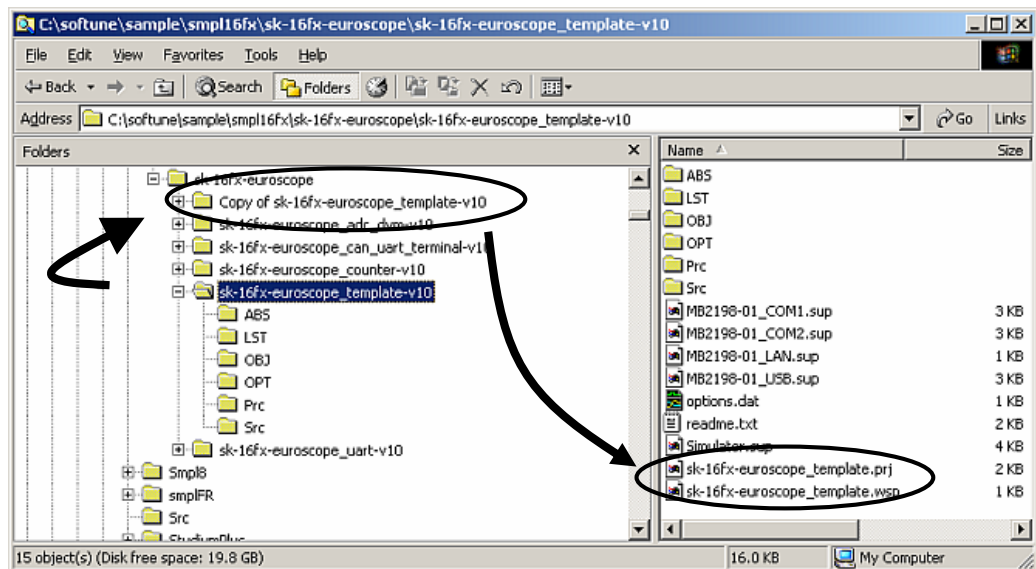 C:\softune\sample\smpl16fx\sk-16fx-euroscope\sk-16fx-euroscope_template-v10
File Edit View Favorites Tools Help
Back Search Folders
Address C:\softune\sample\smpl16fx\sk-16fx-euroscope\sk-16fx-euroscope_template-v10 Go Links
Folders
sk-16fx-euroscope
Copy of sk-16fx-euroscope_template-v10
sk-16fx-euroscope_adc_dvm-v10
sk-16fx-euroscope_can_uart_terminal-v10
sk-16fx-euroscope_counter-v10
sk-16fx-euroscope_template-v10
ABS
LST
OBJ
OPT
Prc
Src
sk-16fx-euroscope_uart-v10
Smpl8
smplFR
Src
StudiumPlus
Name Size
ABS
LST
OBJ
OPT
Prc
Src
MB2198-01_COM1.sup 3 KB
MB2198-01_COM2.sup 3 KB
MB2198-01_LAN.sup 1 KB
MB2198-01_USB.sup 3 KB
options.dat 1 KB
readme.txt 2 KB
Simulator.sup 4 KB
sk-16fx-euroscope_template.prj 2 KB
sk-16fx-euroscope_template.wsp 1 KB
15 object(s) (Disk free space: 19.8 GB) 16.0 KB My Computer